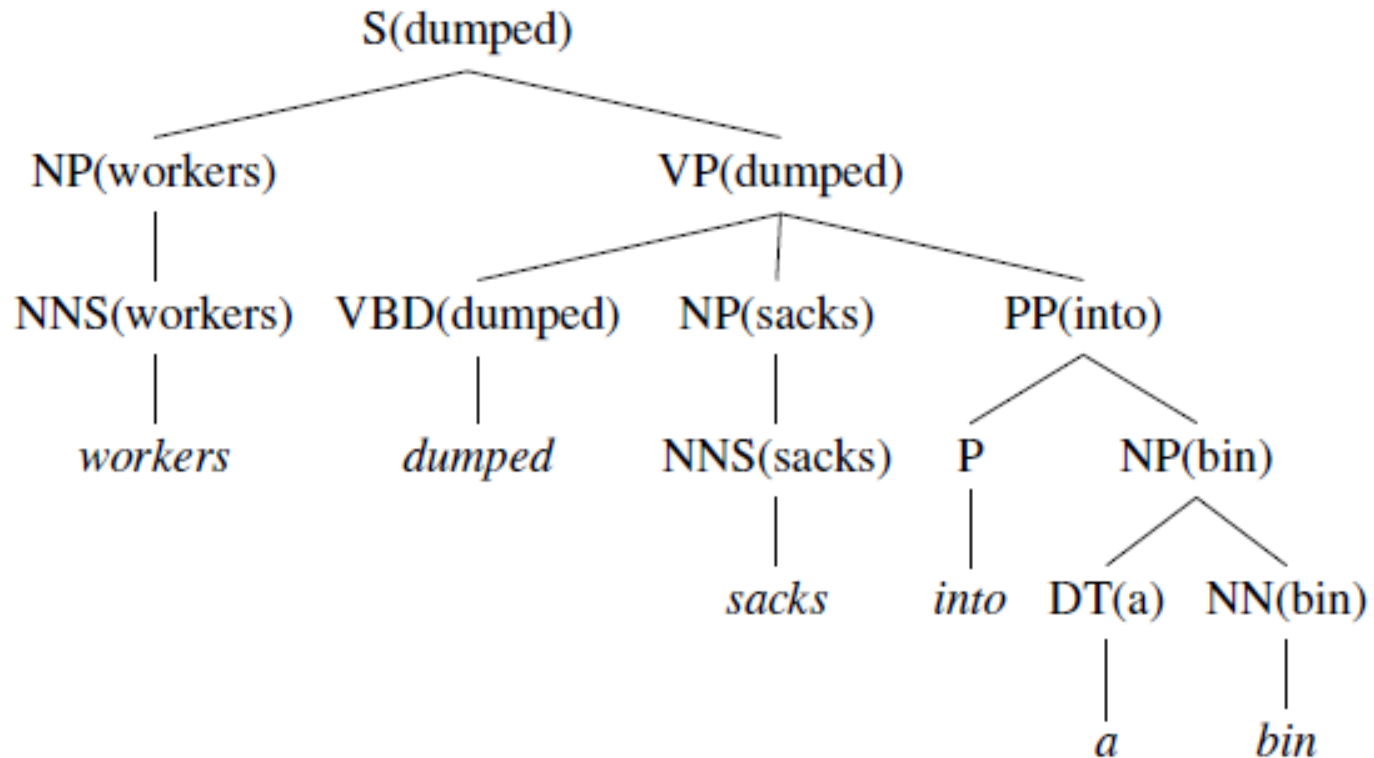 S(dumped)
NP(workers) VP(dumped)
NNS(workers) VBD(dumped) NP(sacks) PP(into)
workers dumped NNS(sacks) P NP(bin)
sacks into DT(a) NN(bin)
a bin